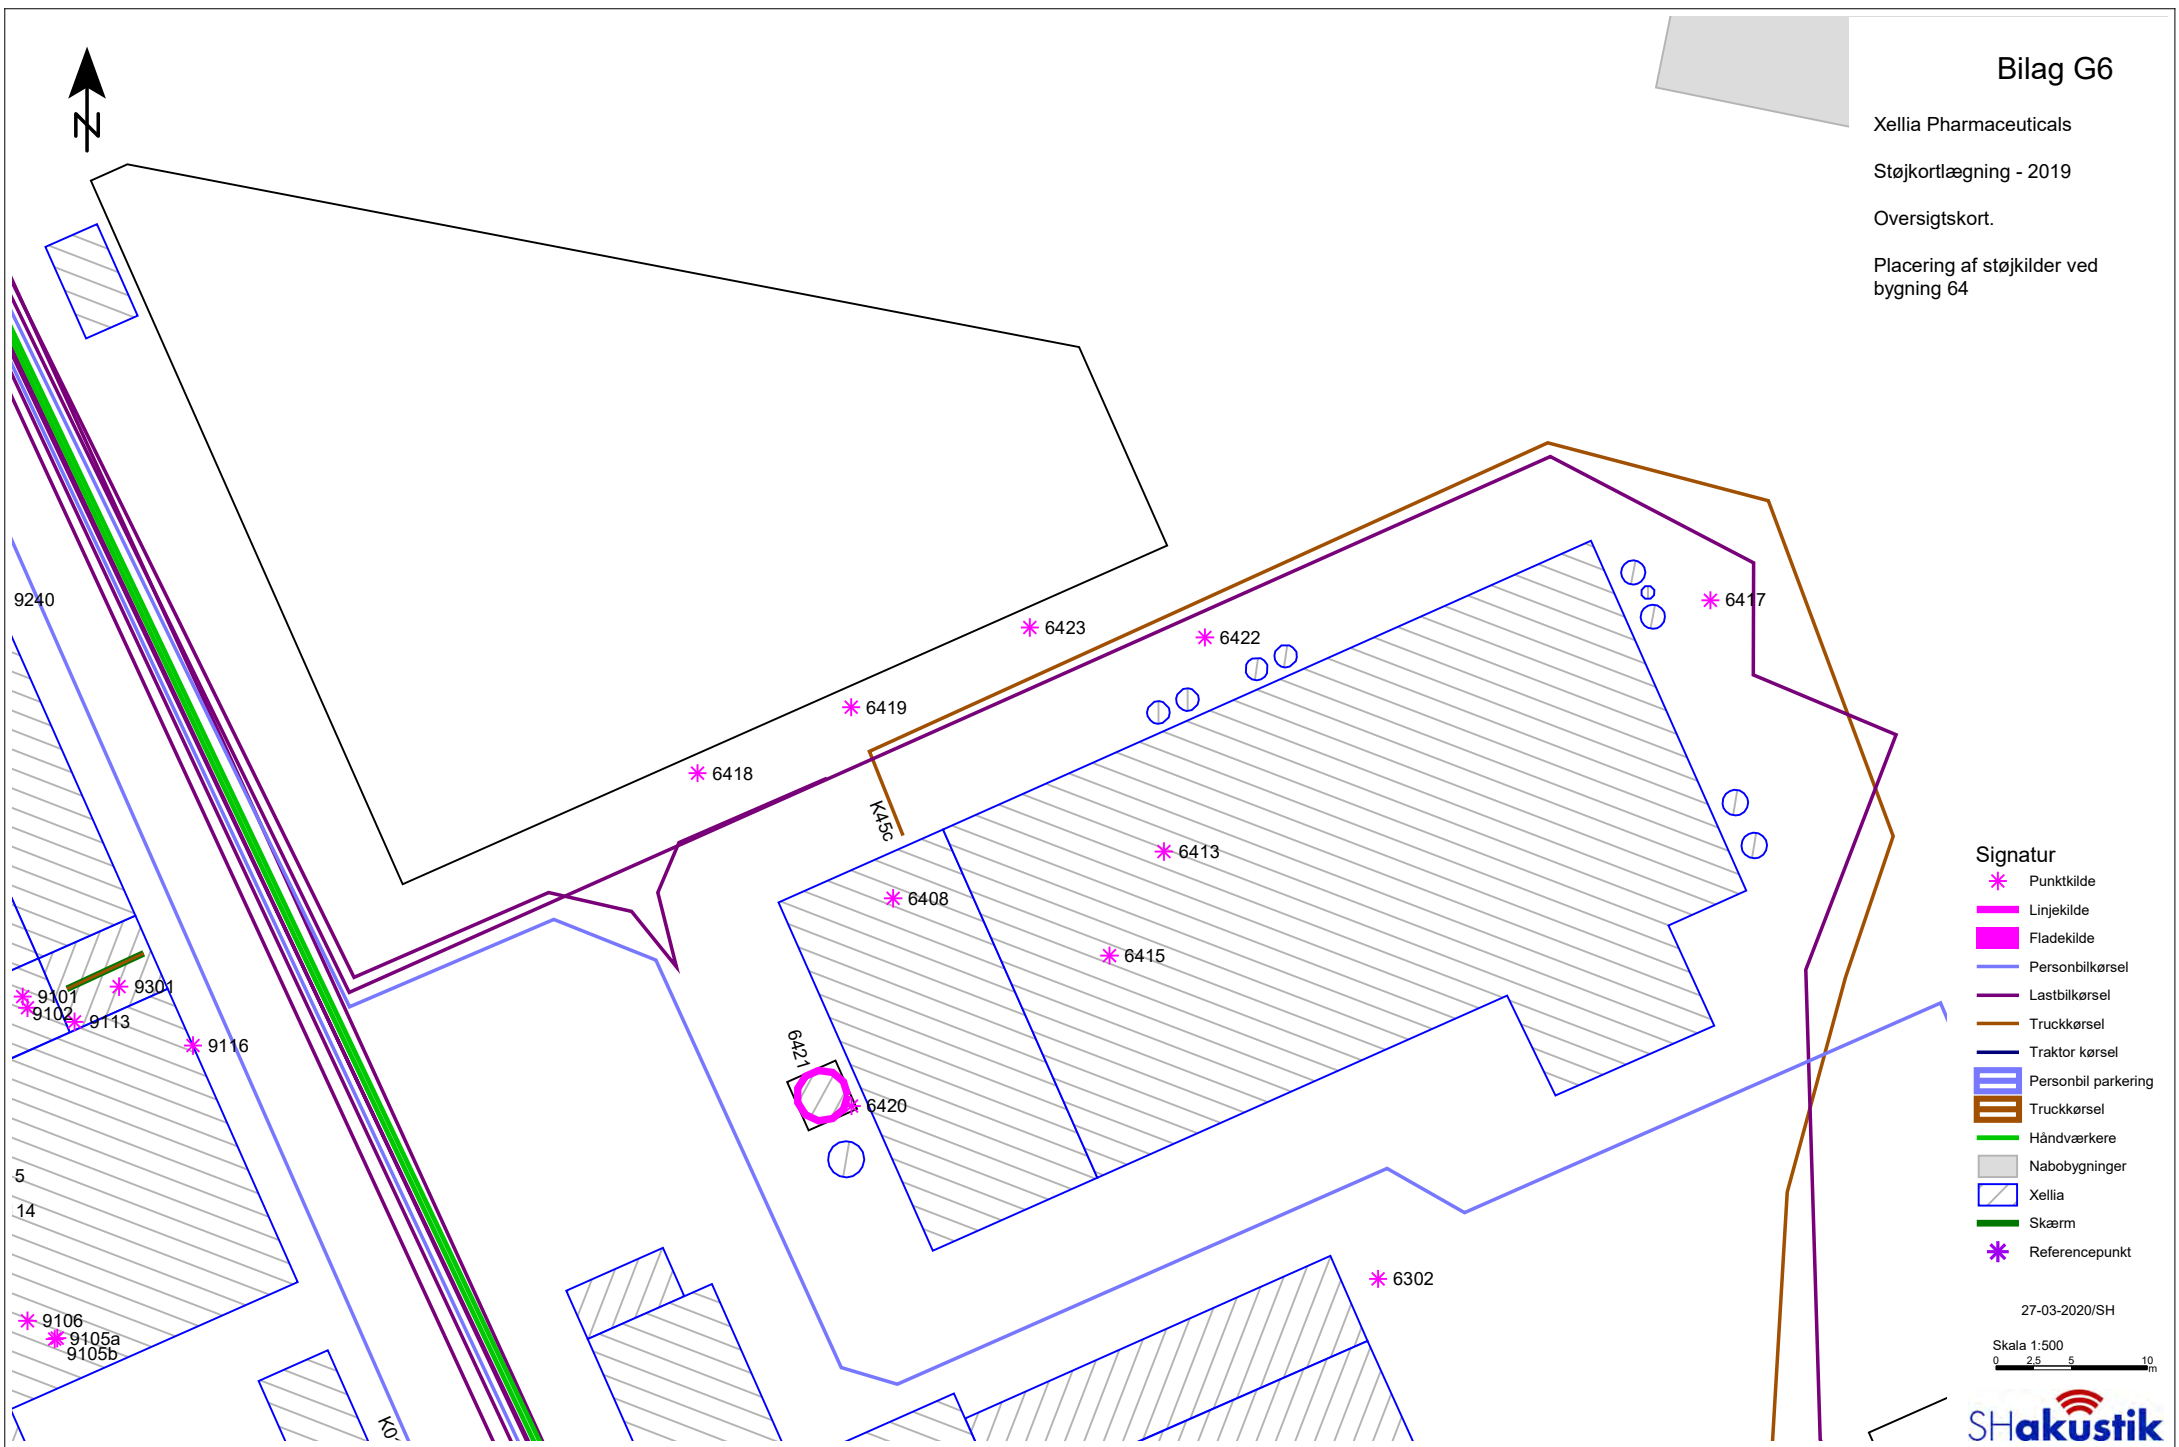 Bilag G6
Xellia Pharmaceuticals
Støjkortlægning - 2019
Oversigtskort.
Placering af støjkilder ved
bygning 64
N
9240
6423
6422
6417
6419
6418
K45c
6413
6408
6415
9301
9101
9102
9113
9116
6421
6420
5
14
6302
9106
9105a
9105b
Signatur
Punktkilde
Linjekilde
Fladekilde
Personbilkørsel
Lastbilkørsel
Truckkørsel
Traktor kørsel
Personbil parkering
Truckkørsel
Håndværkere
Nabobygninger
Xellia
Skærm
Referencepunkt
27-03-2020/SH
Skala 1:500
0 2,5 5 10
m
SHakustik